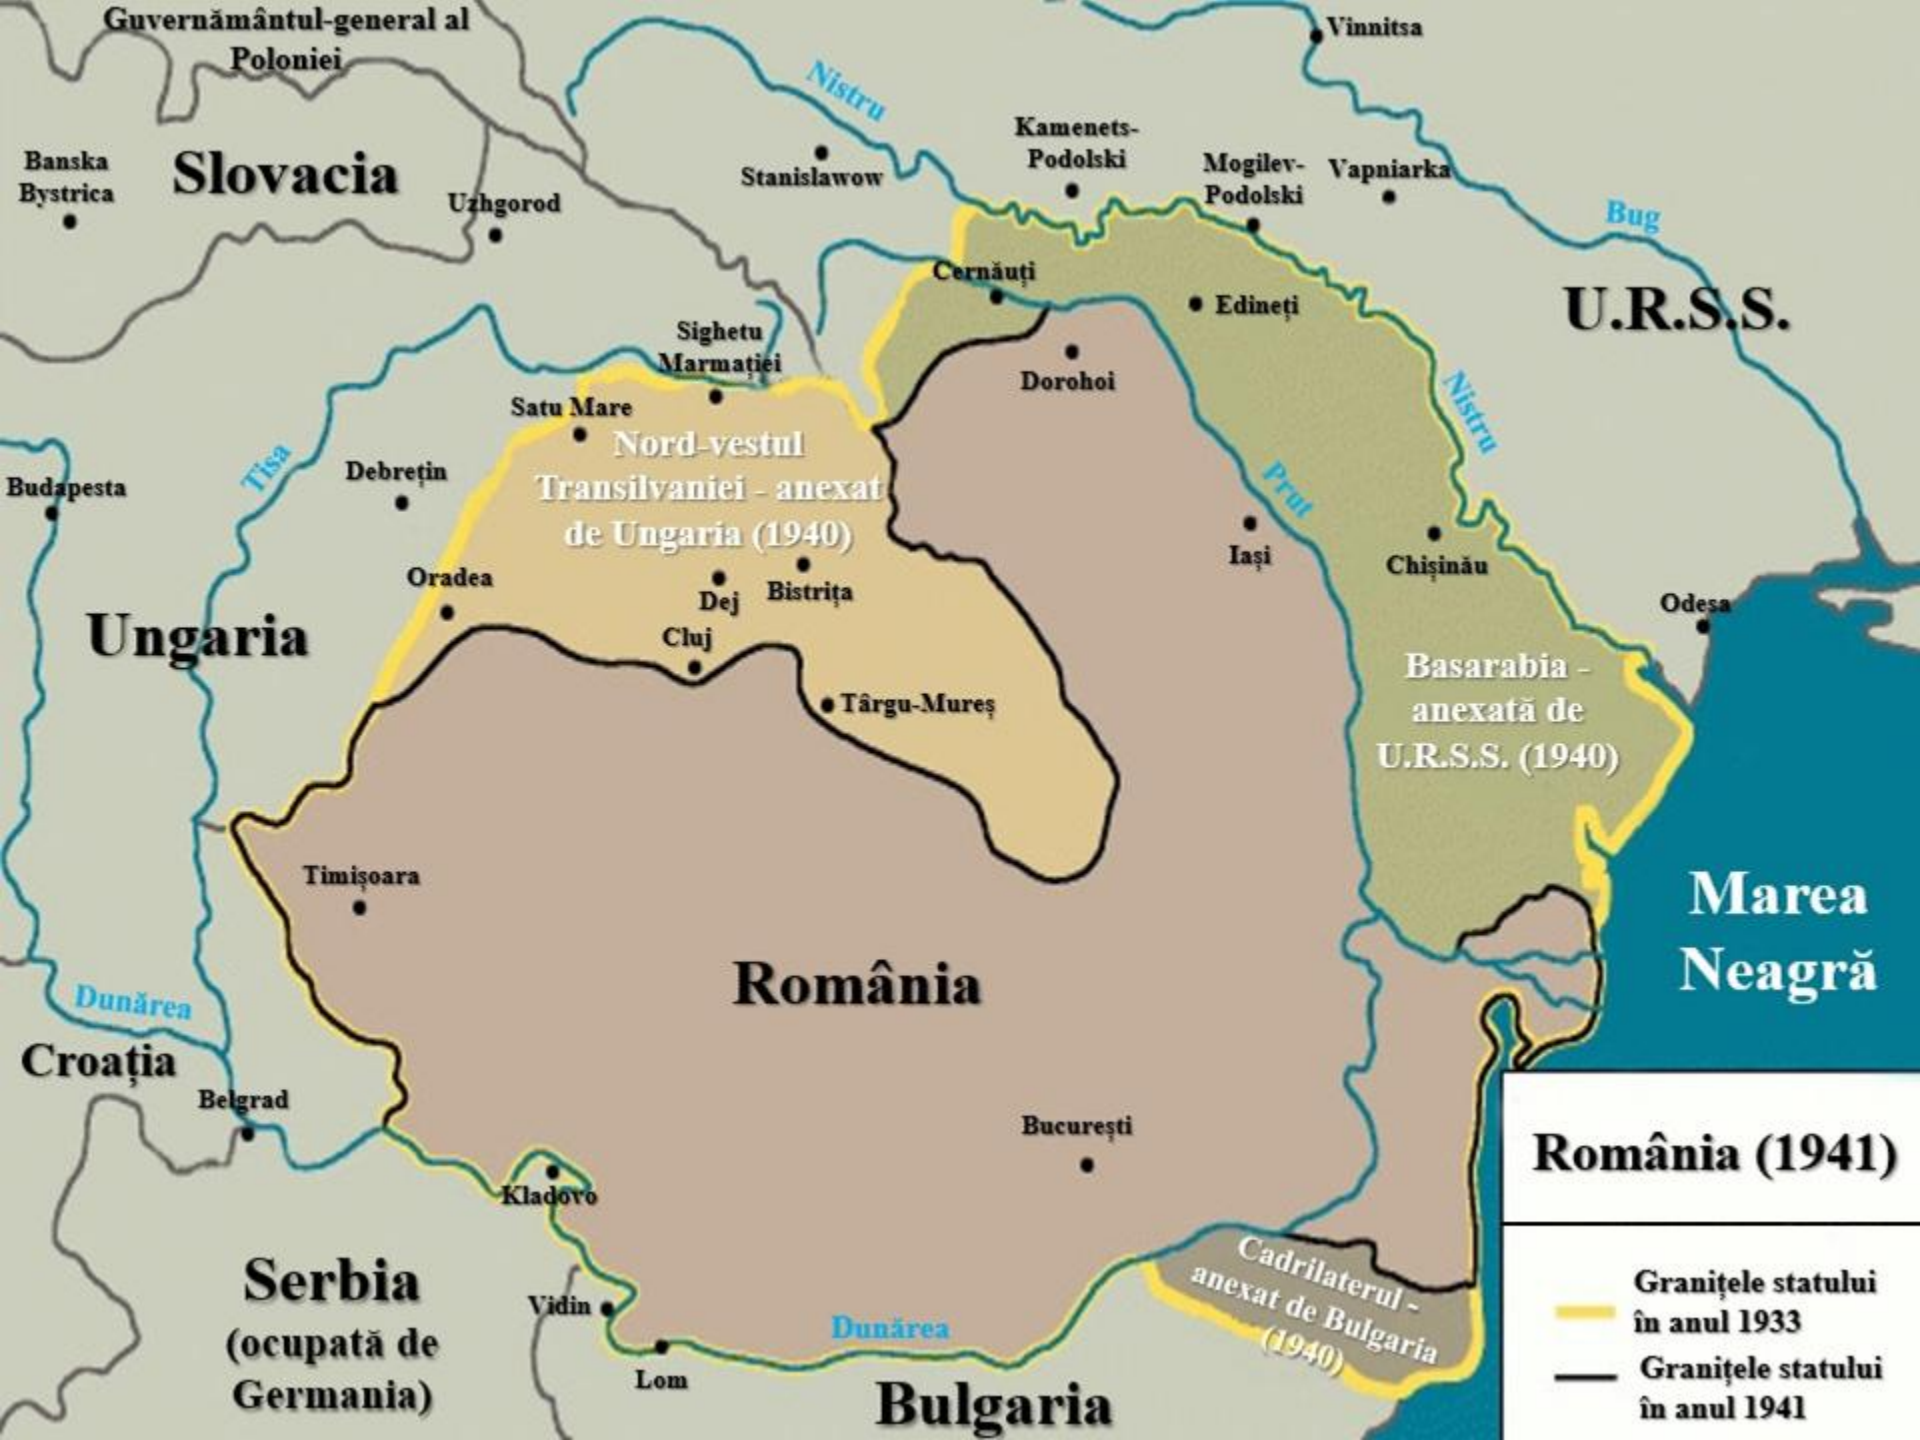 Guvernământul-general al
Poloniei
Vinnitsa
Nistru
Kamenets-
Podolski
Mogilev-
Podolski
Vapniarka
Banska
Bystrica
Slovacia
Stanislawow
Uzhgorod
Bug
Cernăuți
Edineți
U.R.S.S.
Sighetu
Marmației
Dorohoi
Satu Mare
Nistru
Nord-vestul
Transilvaniei - anexat
de Ungaria (1940)
Tisa
Debrețin
Budapesta
Prut
Iași
Chișinău
Oradea
Dej
Bistrița
Odesa
Ungaria
Cluj
Târgu-Mureș
Basarabia -
anexată de
U.R.S.S. (1940)
Timișoara
Marea
Neagră
România
Dunărea
Croația
Belgrad
București
România (1941)
Kladovo
Serbia
(ocupată de
Germania)
Vidin
Lom
Dunărea
Cadrilaterul -
anexat de Bulgaria
(1940)
Bulgaria
Granițele statului
în anul 1933
Granițele statului
în anul 1941